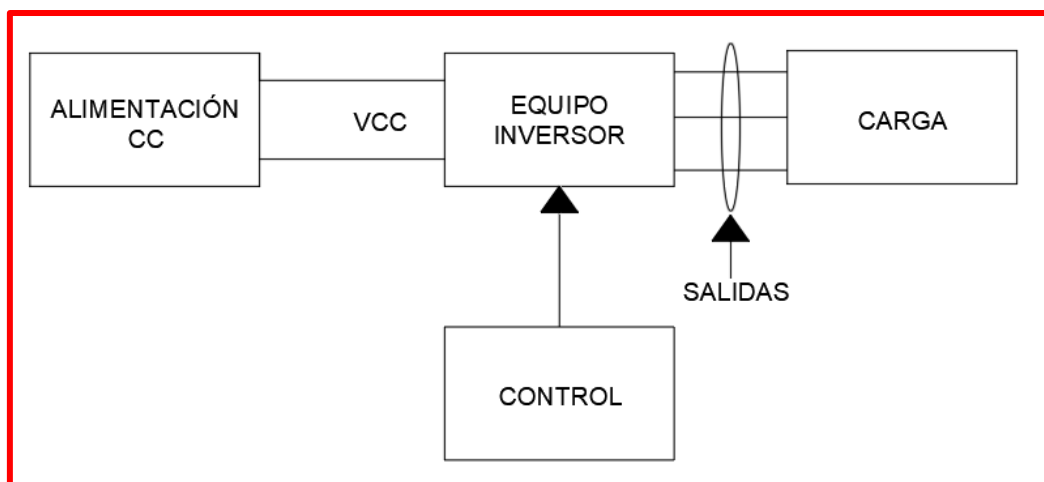 ALIMENTACIÓN
CC
VCC
EQUIPO
INVERSOR
CARGA
SALIDAS
CONTROL